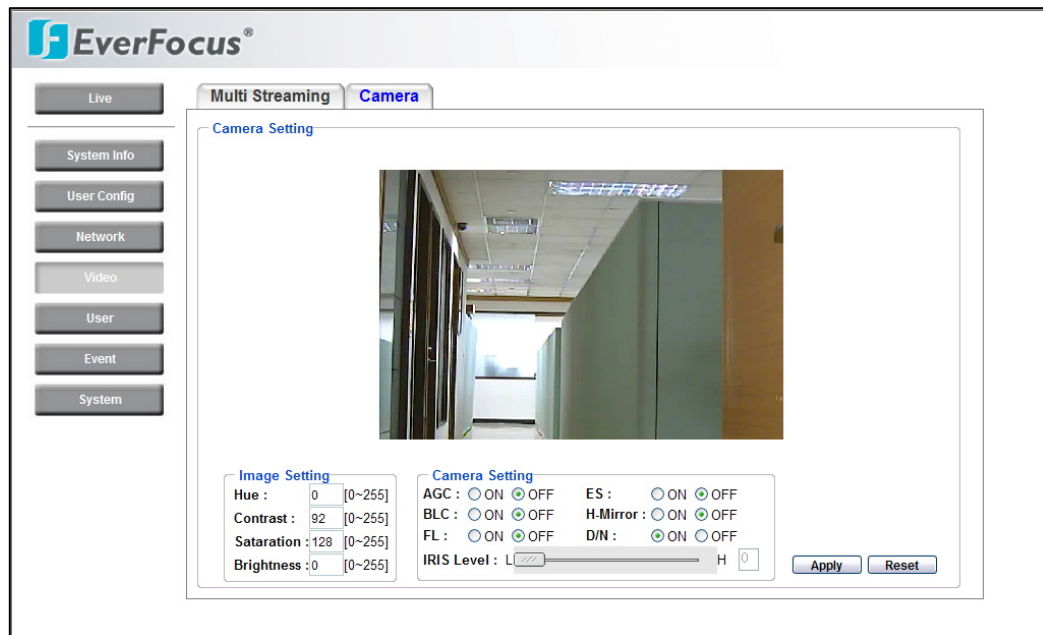 EverFocus®
Live
System Info
User Config
Network
Video
User
Event
System
Multi Streaming Camera
Camera Setting
Image Setting
Hue : 0 [0~255]
Contrast : 92 [0~255]
Sataration : 128 [0~255]
Brightness : 0 [0~255]
Camera Setting
AGC : ON OFF ES : ON OFF
BLC : ON OFF H-Mirror : ON OFF
FL : ON OFF D/N : ON OFF
IRIS Level : L H 0
Apply Reset